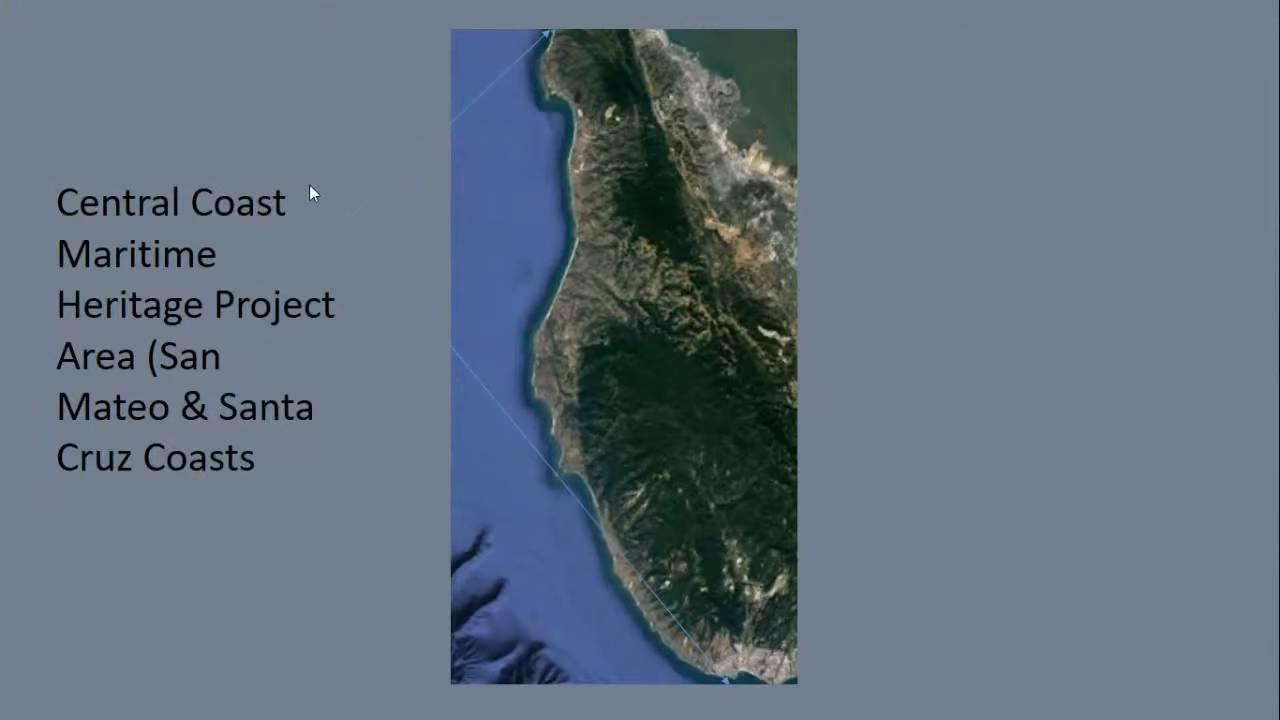 Central Coast
Maritime
Heritage Project
Area (San
Mateo & Santa
Cruz Coasts